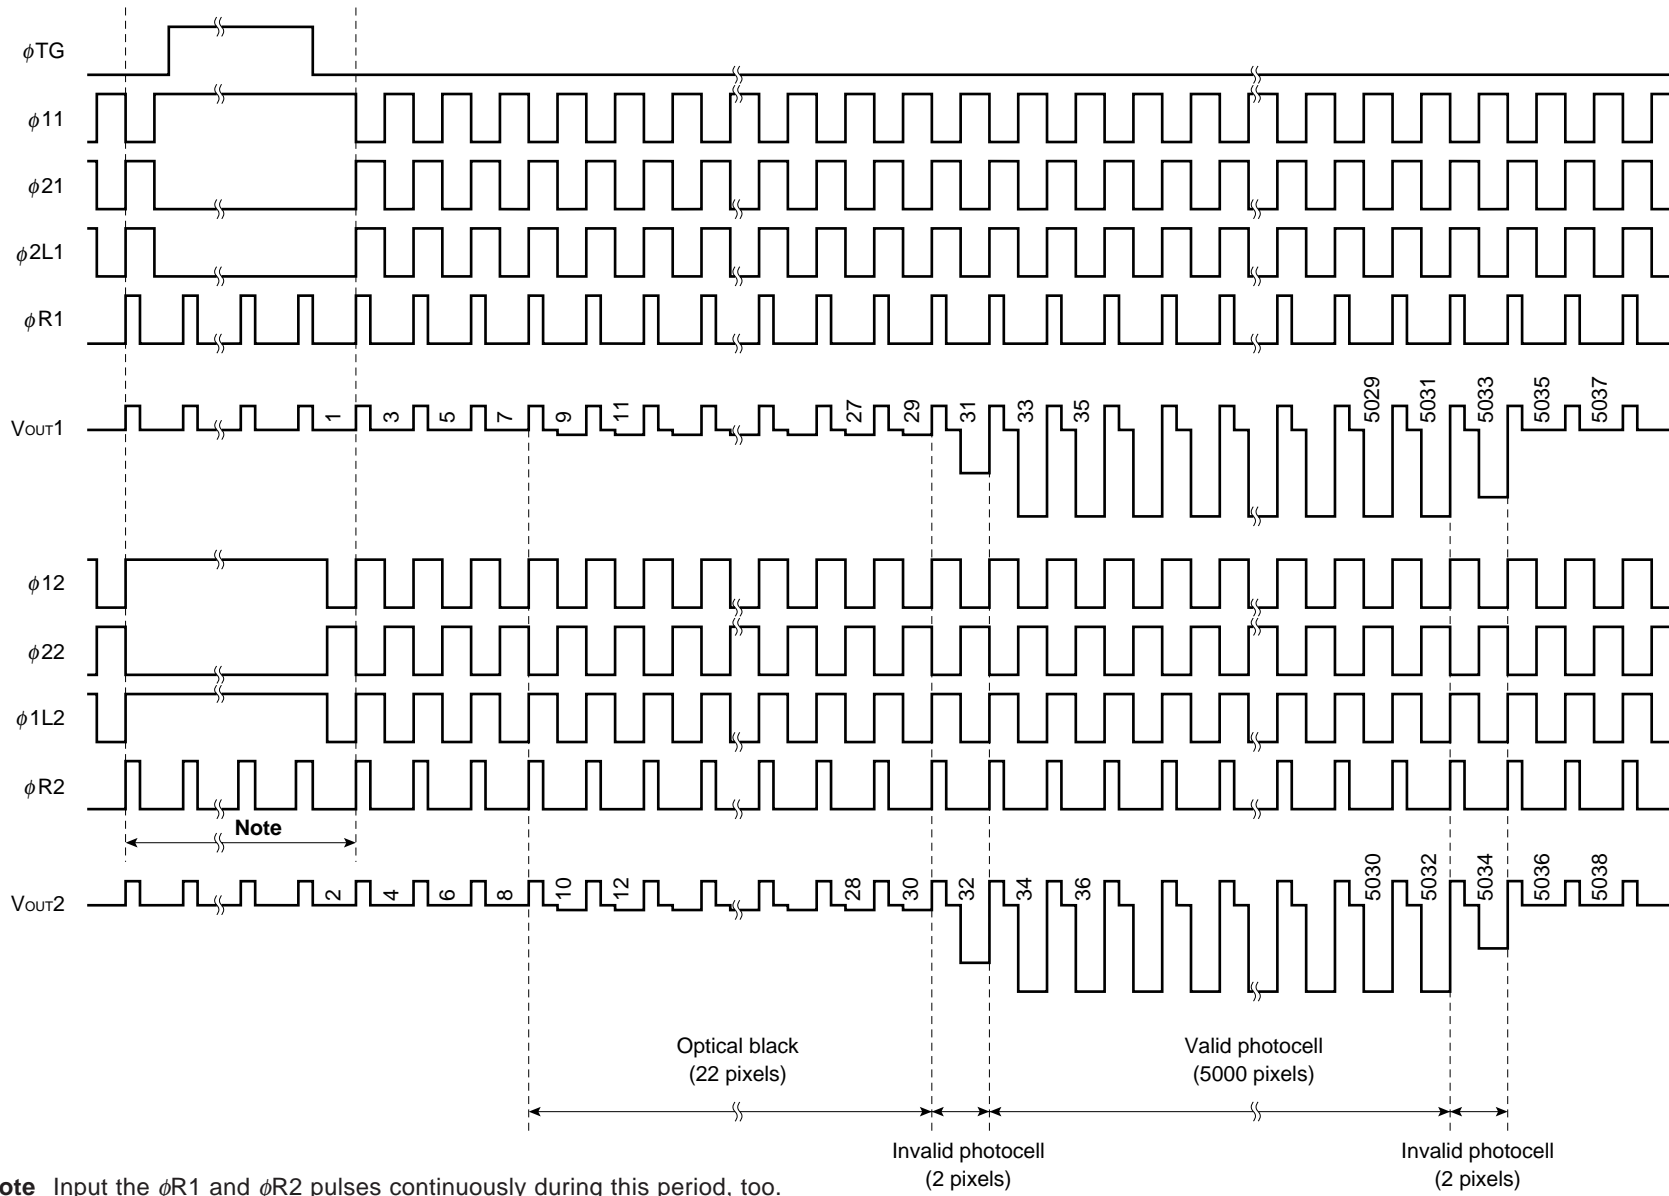 ϕTG
ϕ11
ϕ21
ϕ2L1
ϕR1
VOUT1
1 3 5 7 9 11 27 29 31 33 35 5029 5031 5033 5035 5037
ϕ12
ϕ22
ϕ1L2
ϕR2
Note
VOUT2
2 4 6 8 10 12 28 30 32 34 36 5030 5032 5034 5036 5038
Optical black
(22 pixels)
Valid photocell
(5000 pixels)
Invalid photocell
(2 pixels)
Invalid photocell
(2 pixels)
ote Input the ϕR1 and ϕR2 pulses continuously during this period, too.